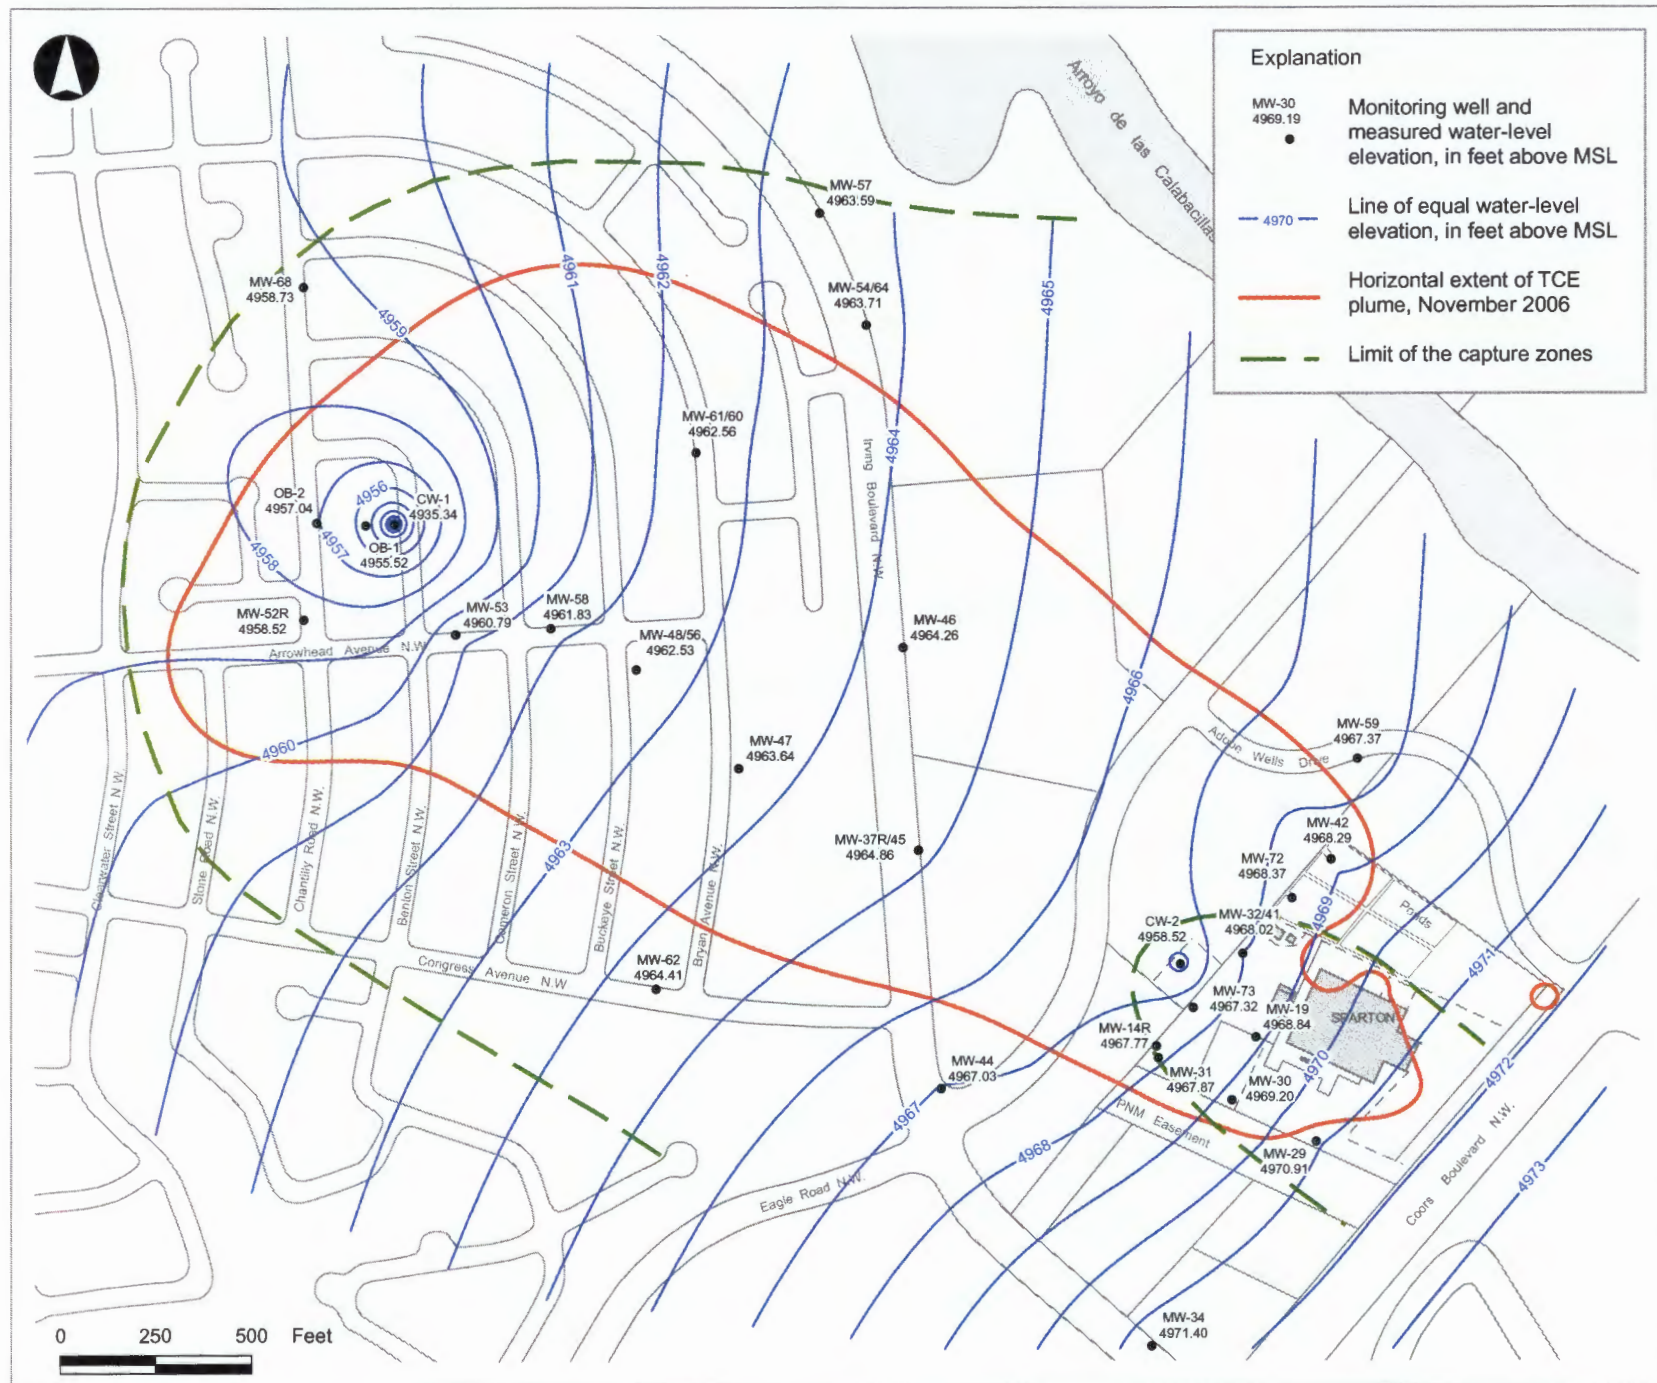 Explanation
MW-30
4969.19
Monitoring well and
measured water-level
elevation, in feet above MSL
4970
Line of equal water-level
elevation, in feet above MSL
Horizontal extent of TCE
plume, November 2006
Limit of the capture zones
Arroyo de las Calabacillas
MW-57
4963.59
MW-68
4958.73
4961
4962
MW-54/64
4963.71
4965
4959
MW-61/60
4962.56
4964
Irving Boulevard N.W.
4956
OB-2
4957.04
CW-1
4935.34
4957
OB-1
4955.52
4958
MW-52R
4958.52
MW-53
4960.79
MW-58
4961.83
MW-48/56
4962.53
MW-46
4964.26
Arrowhead Avenue N.W.
4966
4960
MW-47
4963.64
MW-59
4967.37
Adobe Wells Drive
Clearwater Street N.W.
Stone Road N.W.
Chantilly Road N.W.
Benton Street N.W.
Cameron Street N.W.
4963
Buckeye Street N.W.
Bryan Avenue N.W.
MW-37R/45
4964.86
MW-42
4968.29
MW-72
4968.37
4969
Ponds
CW-2
4958.52
MW-32/41
4968.02
Congress Avenue N.W
MW-62
4964.41
4971
MW-73
4967.32
MW-19
4968.84
SPARTON
MW-14R
4967.77
MW-44
4967.03
MW-31
4967.87
4970
4972
MW-30
4969.20
4967
PNM Easement
4968
MW-29
4970.91
Coors Boulevard N.W.
4973
Eagle Road N.W.
MW-34
4971.40
0 250 500 Feet